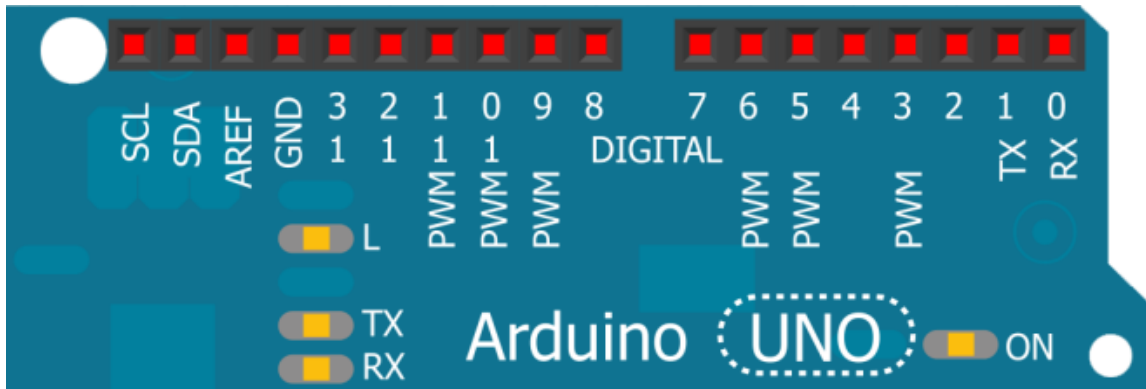 SCL SDA AREF GND 3 2 1 0 9 8 7 6 5 4 3 2 1 0
1 1 1 1 DIGITAL TX RX
PWM PWM PWM PWM PWM PWM
L
TX
RX
Arduino UNO ON